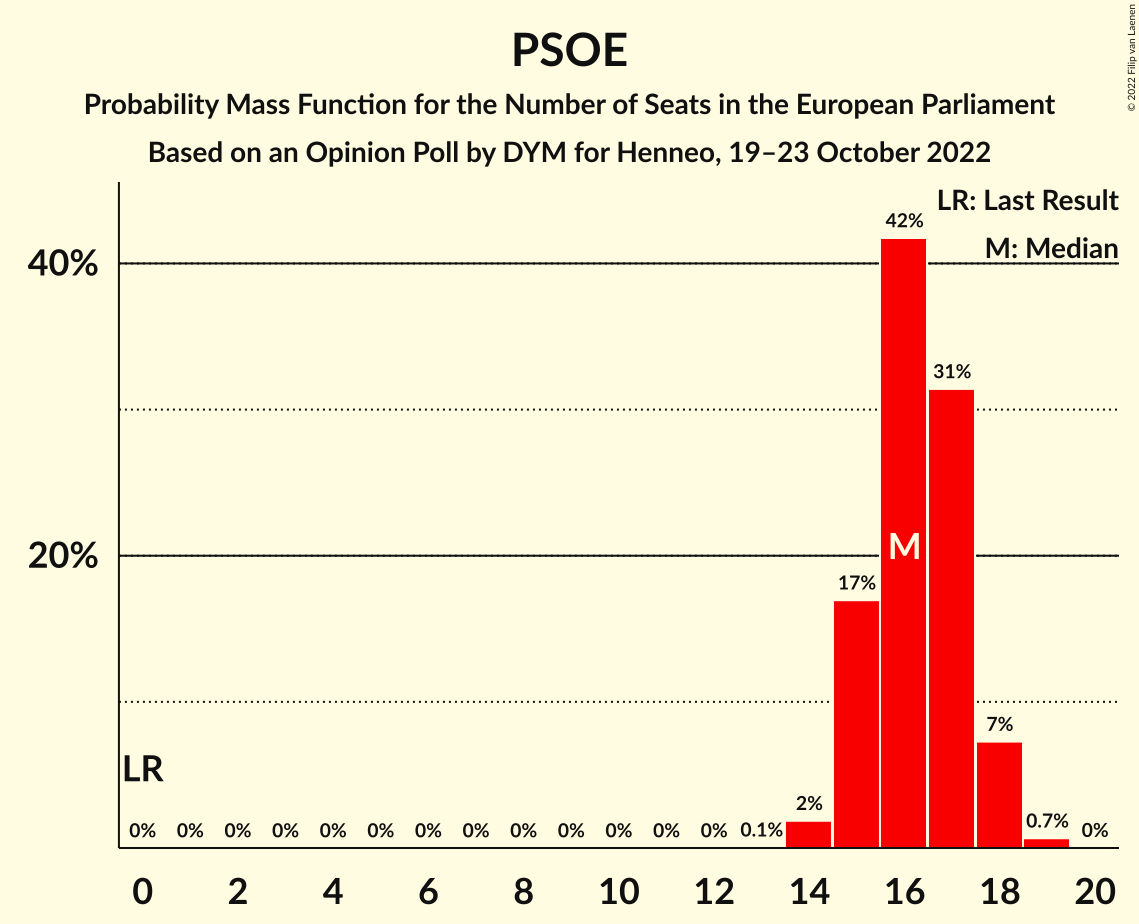 PSOE
Probability Mass Function for the Number of Seats in the European Parliament
Based on an Opinion Poll by DYM for Henneo, 19–23 October 2022
© 2022 Filip van Laenen
LR: Last Result
M: Median
40%
20%
42%
31%
M
17%
7%
LR
2%
0% 0% 0% 0% 0% 0% 0% 0% 0% 0% 0% 0% 0% 0.1% 0.7% 0%
0 2 4 6 8 10 12 14 16 18 20